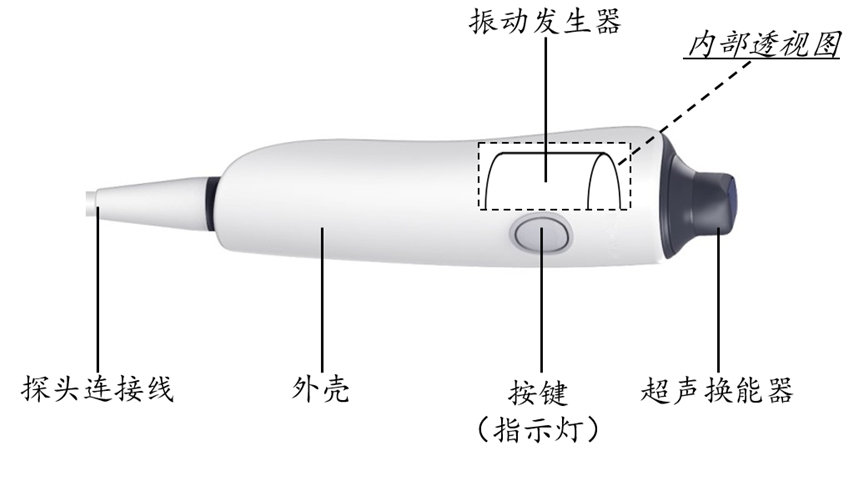 振动发生器
内部透视图
探头连接线
外壳
按键
（指示灯）
超声换能器